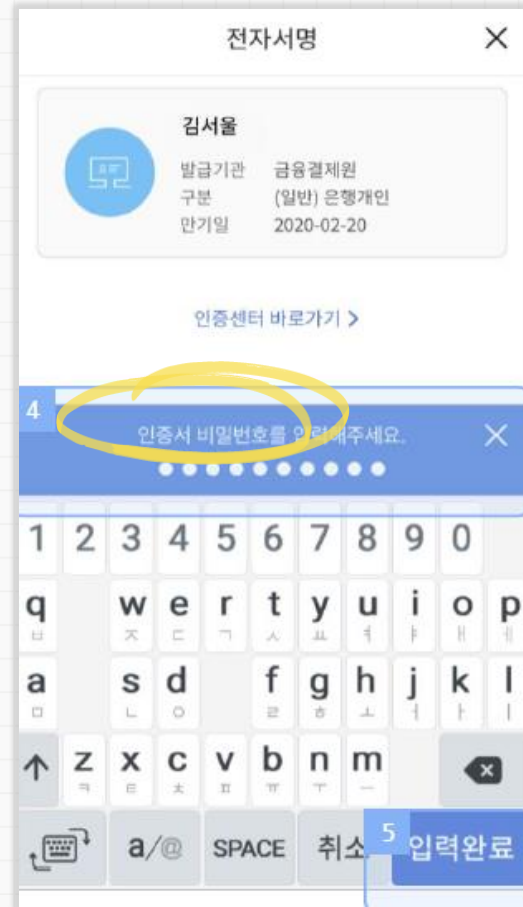 전자서명
김서울
발급기관 금융결제원
구분 (일반) 은행개인
만기일 2020-02-20
인증센터 바로가기 >
4
인증서 비밀번호를 입력해주세요.
1 2 3 4 5 6 7 8 9 0
q w e r t y u i o p
ㅂ ㅈ ㄷ ㄱ ㅅ ㅛ ㅕ ㅑ ㅐ ㅔ
a s d f g h j k l
ㅁ ㄴ ㅇ ㄹ ㅎ ㅗ ㅓ ㅏ ㅣ
z x c v b n m
ㅋ ㅌ ㅊ ㅍ ㅠ ㅜ ㅡ
a/@ SPACE 취소 5 입력완료